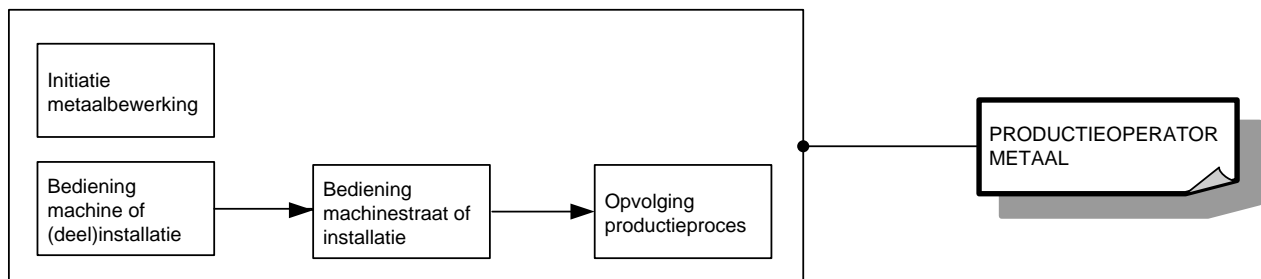 Initiatie
metaalbewerking
Bediening
machine of
(deel)installatie
Bediening
machinestraat of
installatie
Opvolging
productieproces
PRODUCTIEOPERATOR
METAAL